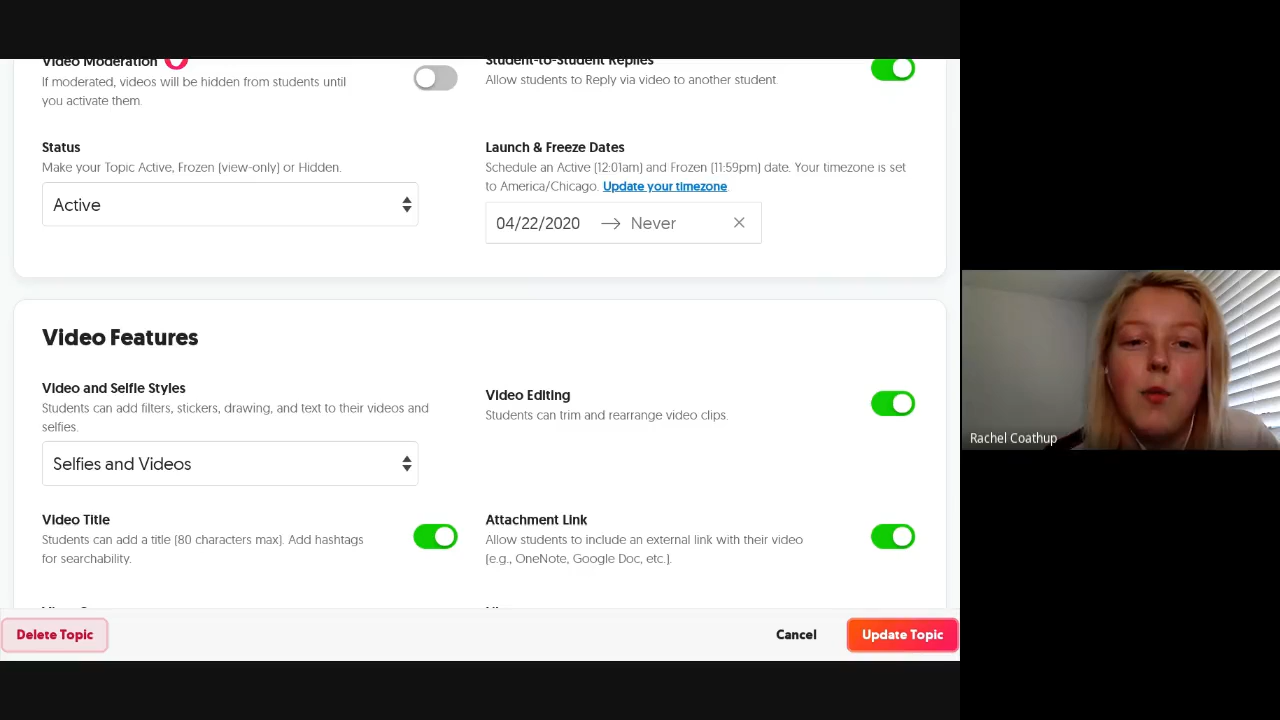 Video Moderation
If moderated, videos will be hidden from students until
you activate them.
Student-to-Student Replies
Allow students to Reply via video to another student.
Status
Make your Topic Active, Frozen (view-only) or Hidden.
Active
Launch & Freeze Dates
Schedule an Active (12:01am) and Frozen (11:59pm) date. Your timezone is set
to America/Chicago. Update your timezone.
04/22/2020 → Never ×
Video Features
Video and Selfie Styles
Students can add filters, stickers, drawing, and text to their videos and
selfies.
Selfies and Videos
Video Editing
Students can trim and rearrange video clips.
Video Title
Students can add a title (80 characters max). Add hashtags
for searchability.
Attachment Link
Allow students to include an external link with their video
(e.g., OneNote, Google Doc, etc.).
Delete Topic
Cancel
Update Topic
Rachel Coathup